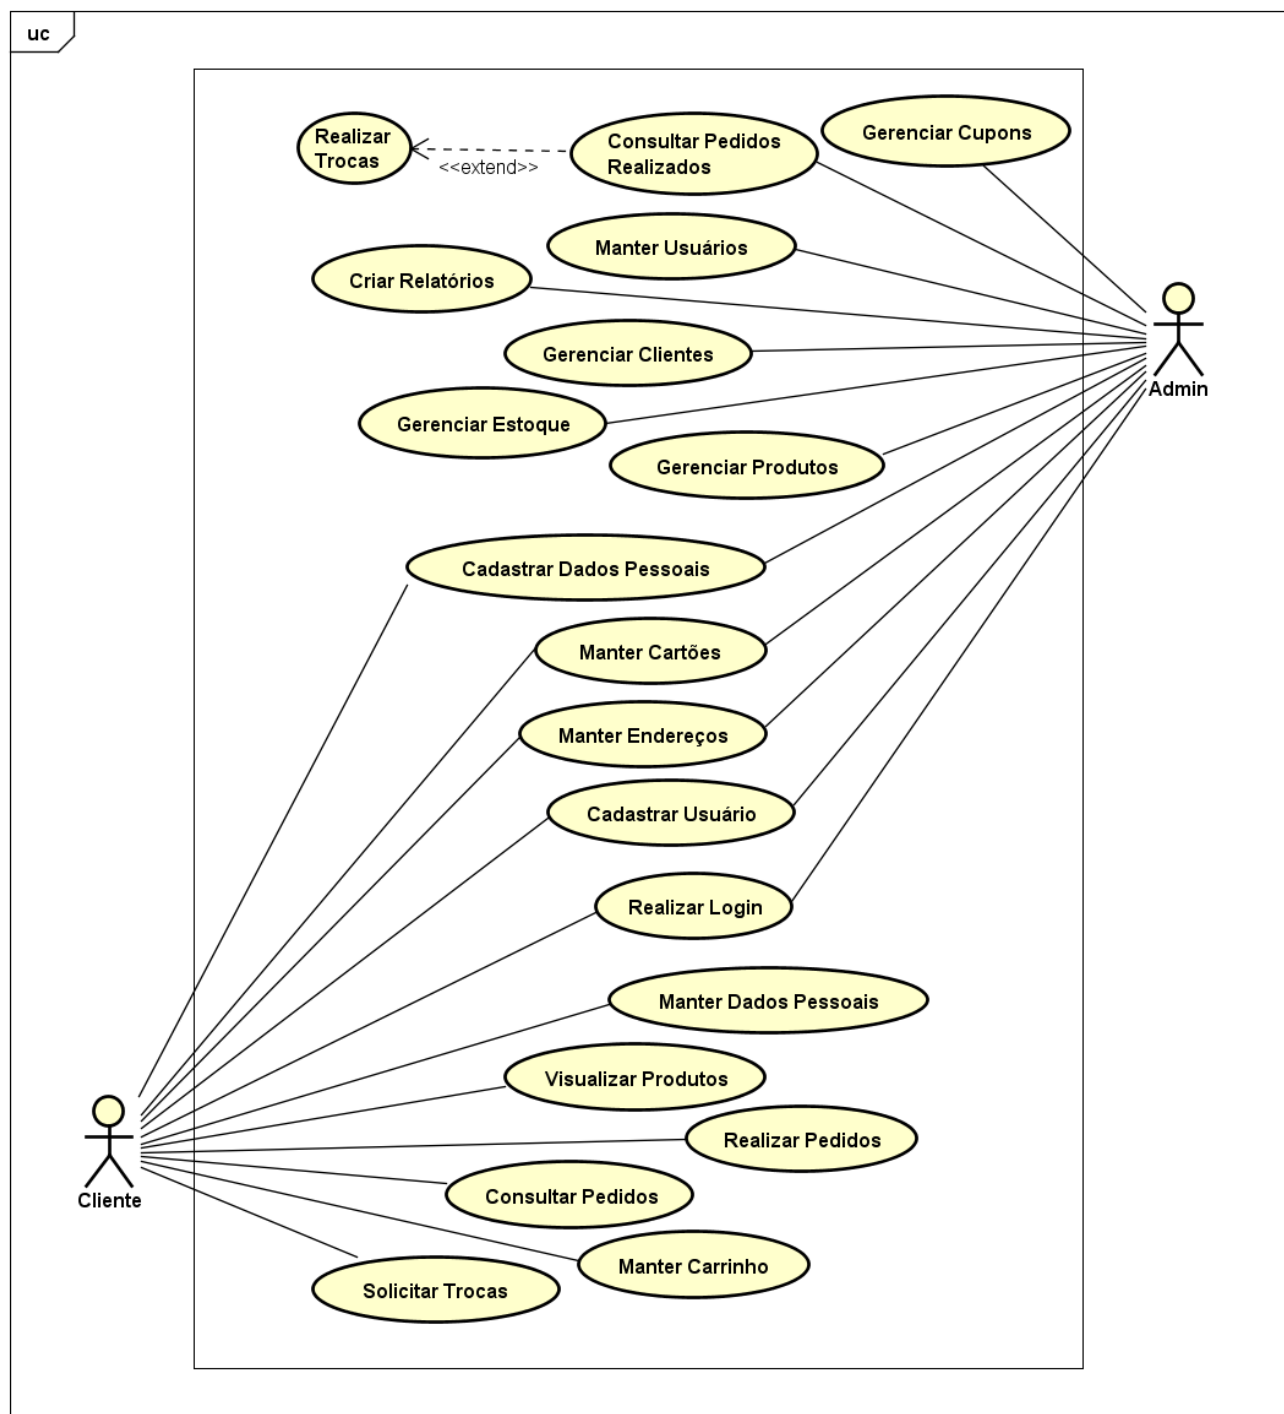 uc
Realizar
Trocas
<<extend>>
Consultar Pedidos
Realizados
Gerenciar Cupons
Manter Usuários
Criar Relatórios
Gerenciar Clientes
Admin
Gerenciar Estoque
Gerenciar Produtos
Cadastrar Dados Pessoais
Manter Cartões
Manter Endereços
Cadastrar Usuário
Realizar Login
Manter Dados Pessoais
Visualizar Produtos
Realizar Pedidos
Cliente
Consultar Pedidos
Manter Carrinho
Solicitar Trocas